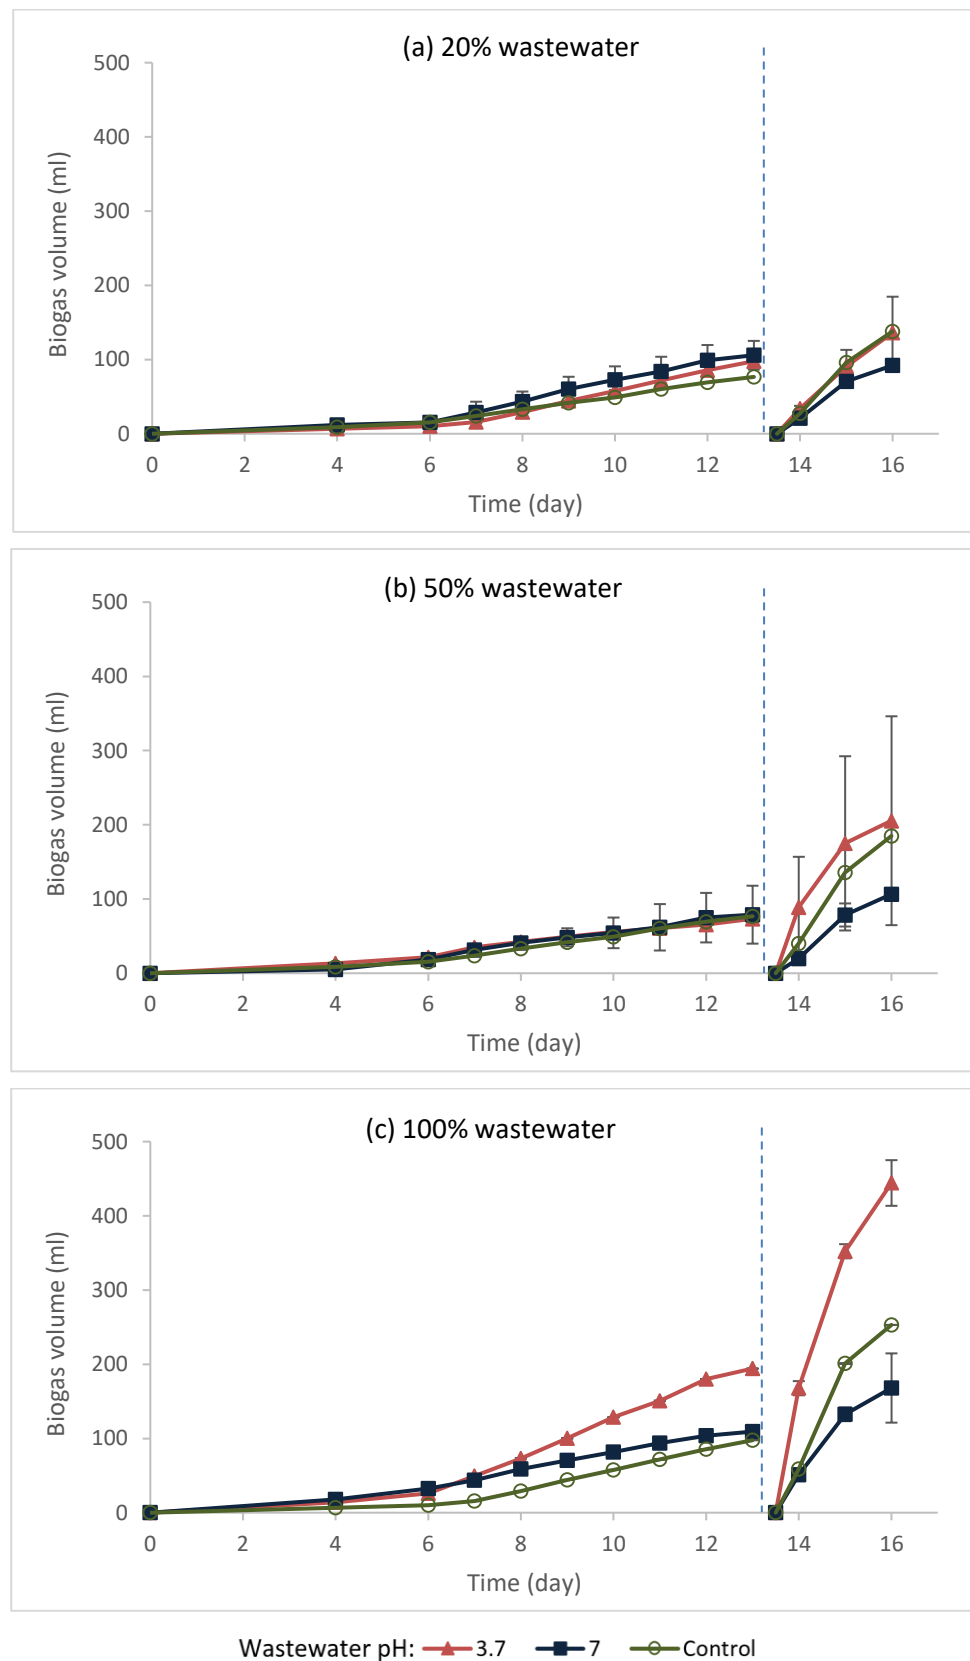 (a) 20% wastewater
500
400
300
200
100
0
Biogas volume (ml)
0 2 4 6 8 10 12 14 16
Time (day)
(b) 50% wastewater
500
400
300
200
100
0
Biogas volume (ml)
0 2 4 6 8 10 12 14 16
Time (day)
(c) 100% wastewater
500
400
300
200
100
0
Biogas volume (ml)
0 2 4 6 8 10 12 14 16
Time (day)
Wastewater pH: 3.7 7 Control